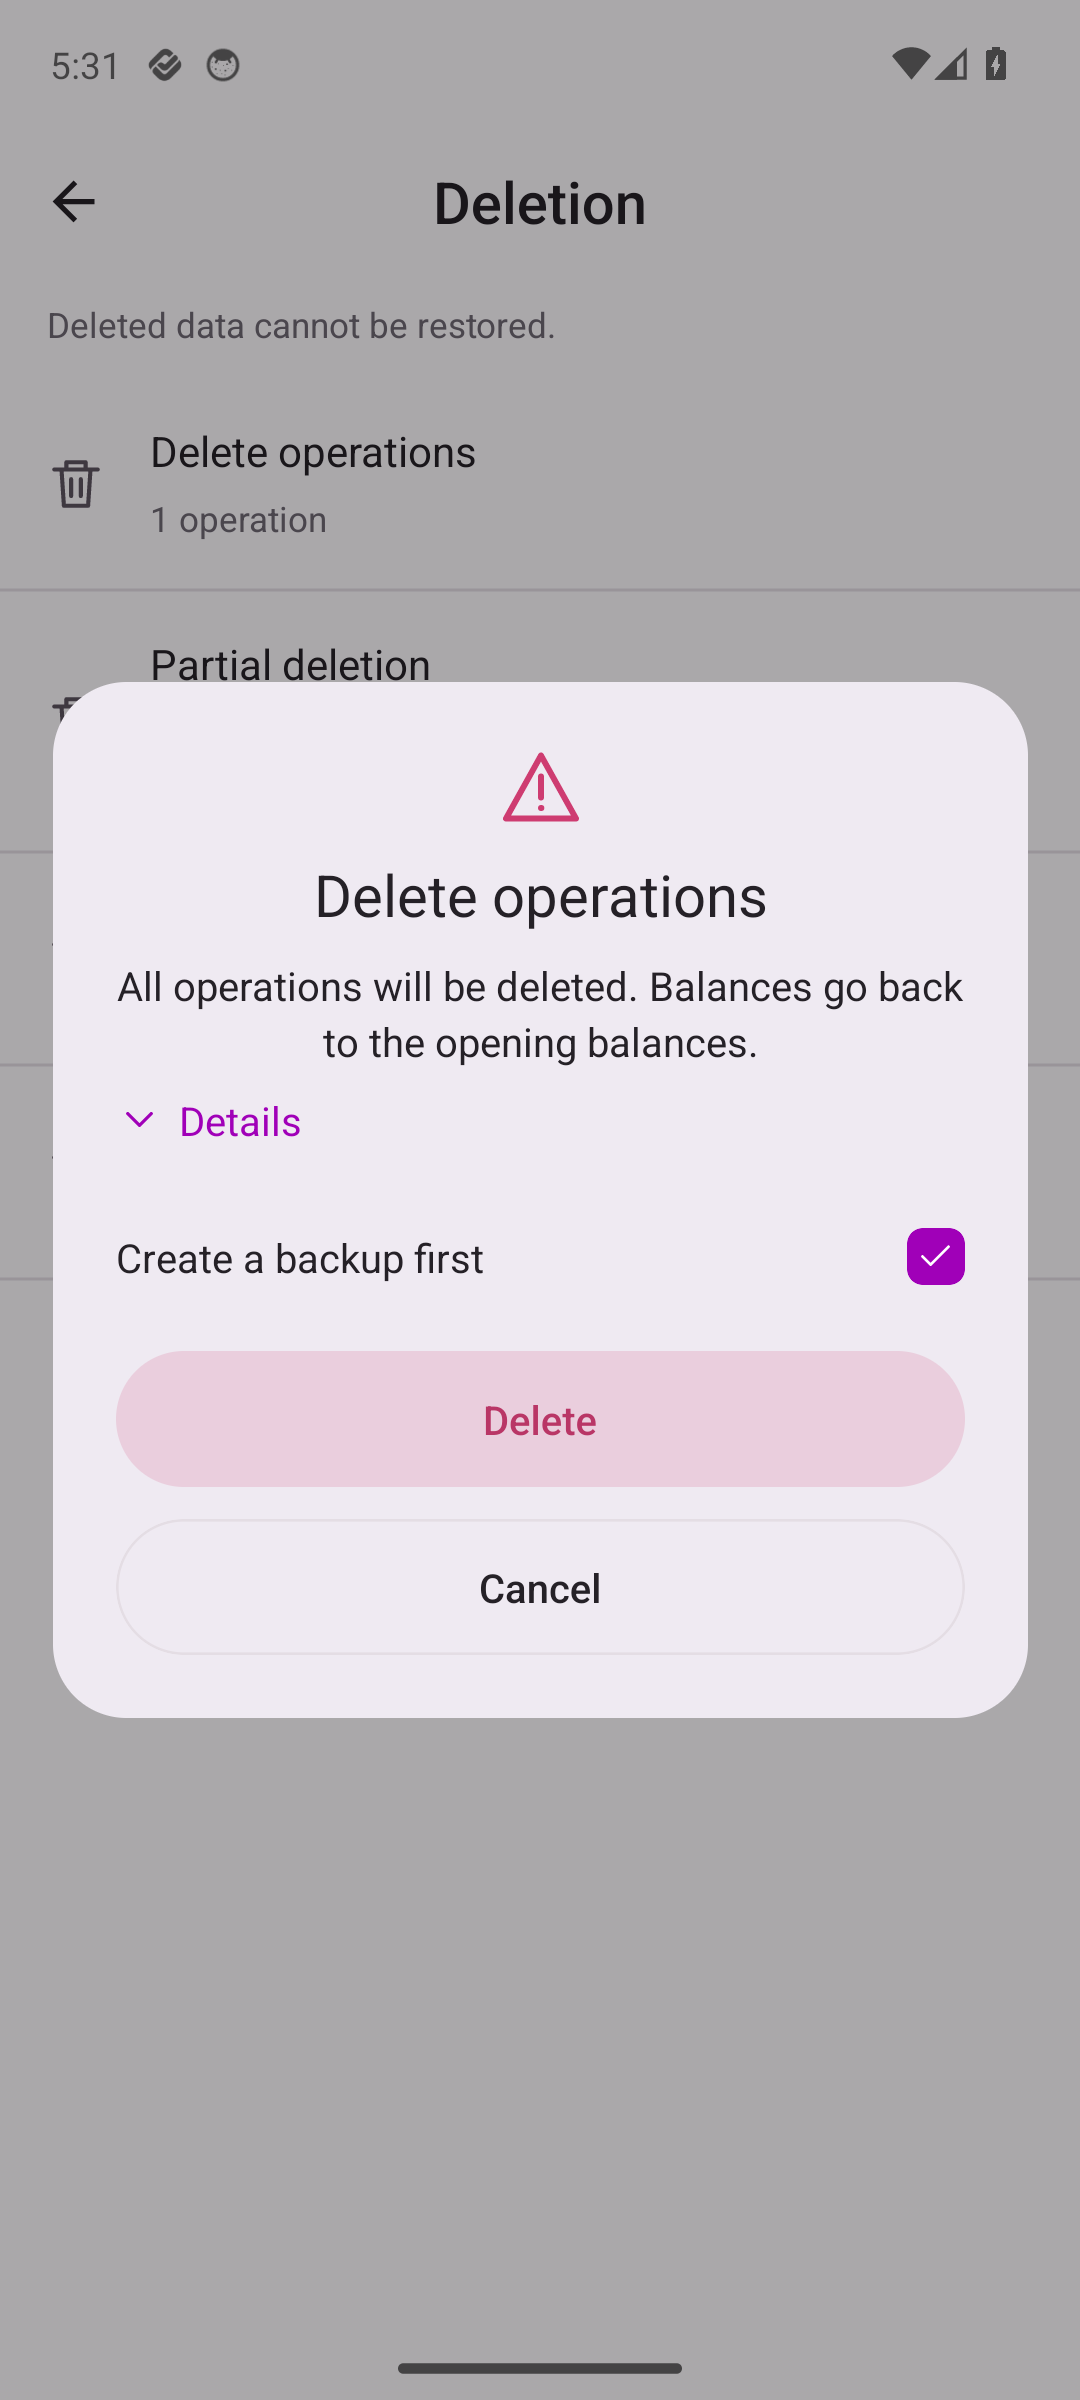 5:31
Deletion
Deleted data cannot be restored.
Delete operations
1 operation
Partial deletion
Delete operations
All operations will be deleted. Balances go back
to the opening balances.
Details
Create a backup first
Delete
Cancel